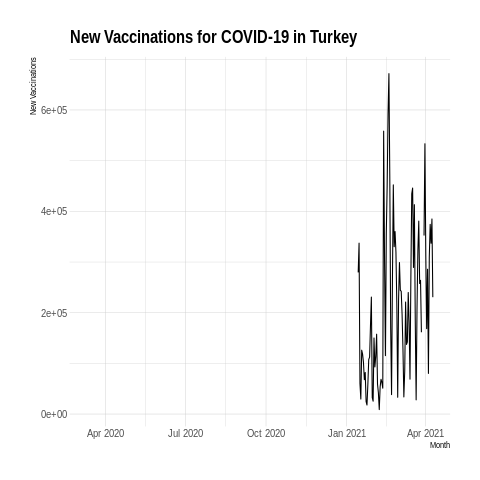 New Vaccinations for COVID-19 in Turkey
New Vaccinations
6e+05
4e+05
2e+05
0e+00
Apr 2020
Jul 2020
Oct 2020
Jan 2021
Apr 2021
Month